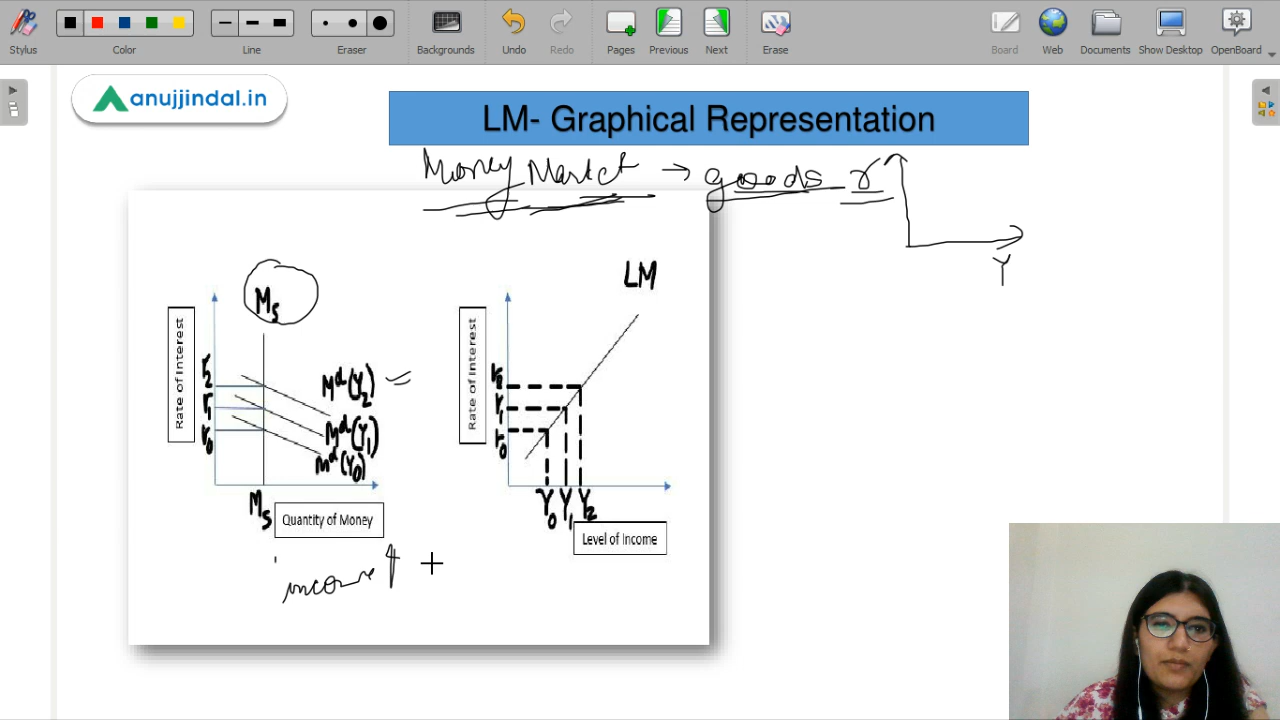 Stylus
Color
Line
Eraser
Backgrounds
Undo
Redo
Pages
Previous
Next
Erase
Board
Web
Documents
Show Desktop
OpenBoard
anujjindal.in
LM- Graphical Representation
Money Market → goods r
Y
Ms
Rate of Interest
r2
r1
r0
Md(Y2) =
Md(Y1)
Md(Y0)
Ms
Quantity of Money
LM
Rate of Interest
r2
r1
r0
Y0 Y1 Y2
Level of Income
income ↑